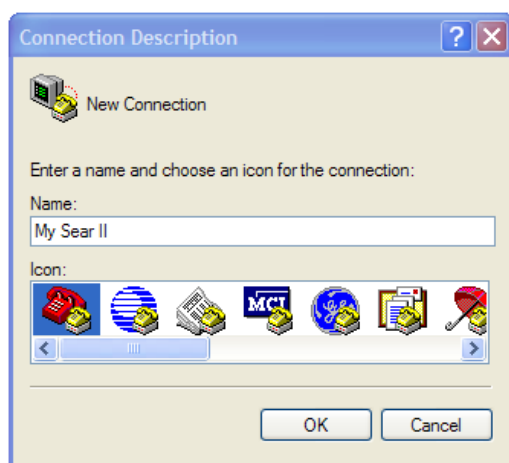 Connection Description
?
New Connection
Enter a name and choose an icon for the connection:
Name:
My Sear II
Icon:
MCI
OK
Cancel